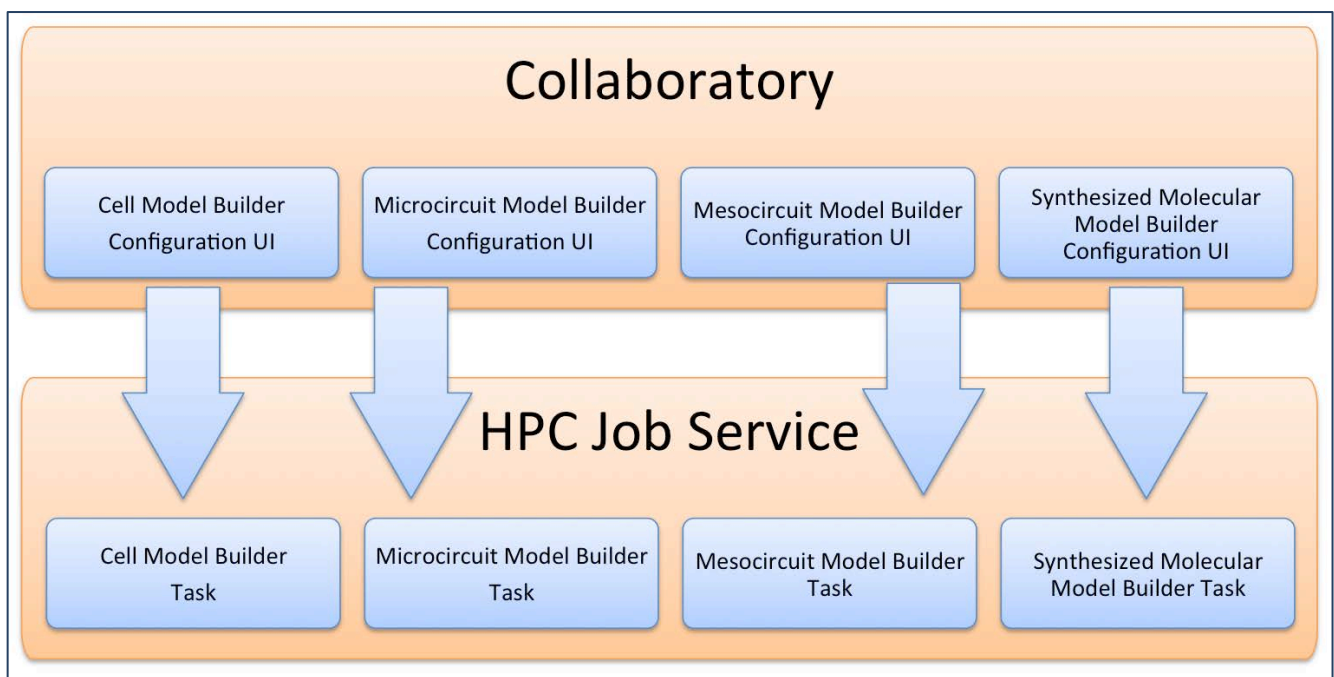 Collaboratory
Cell Model Builder
Configuration UI
Microcircuit Model Builder
Configuration UI
Mesocircuit Model Builder
Configuration UI
Synthesized Molecular
Model Builder
Configuration UI
HPC Job Service
Cell Model Builder
Task
Microcircuit Model Builder
Task
Mesocircuit Model Builder
Task
Synthesized Molecular
Model Builder Task